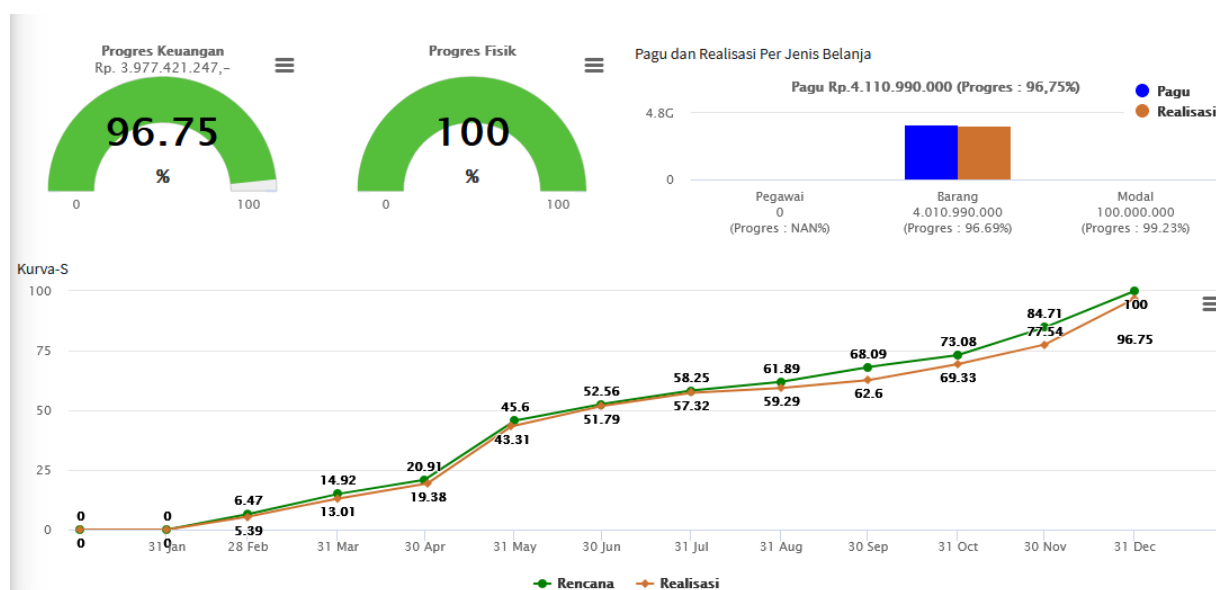 Progres Keuangan
Rp. 3.977.421.247,-
96.75
%
0 100
Progres Fisik
100
%
0 100
Pagu dan Realisasi Per Jenis Belanja
Pagu Rp.4.110.990.000 (Progres : 96,75%)
Pagu
Realisasi
4.8G
0
Pegawai
0
(Progres : NAN%)
Barang
4.010.990.000
(Progres : 96.69%)
Modal
100.000.000
(Progres : 99.23%)
Kurva-S
100
75
50
25
0
0 0 6.47 14.92 20.91 45.6 52.56 58.25 61.89 68.09 73.08 84.71 100
0 0 5.39 13.01 19.38 43.31 51.79 57.32 59.29 62.6 69.33 77.54 96.75
31 Jan 28 Feb 31 Mar 30 Apr 31 May 30 Jun 31 Jul 31 Aug 30 Sep 31 Oct 30 Nov 31 Dec
Rencana Realisasi